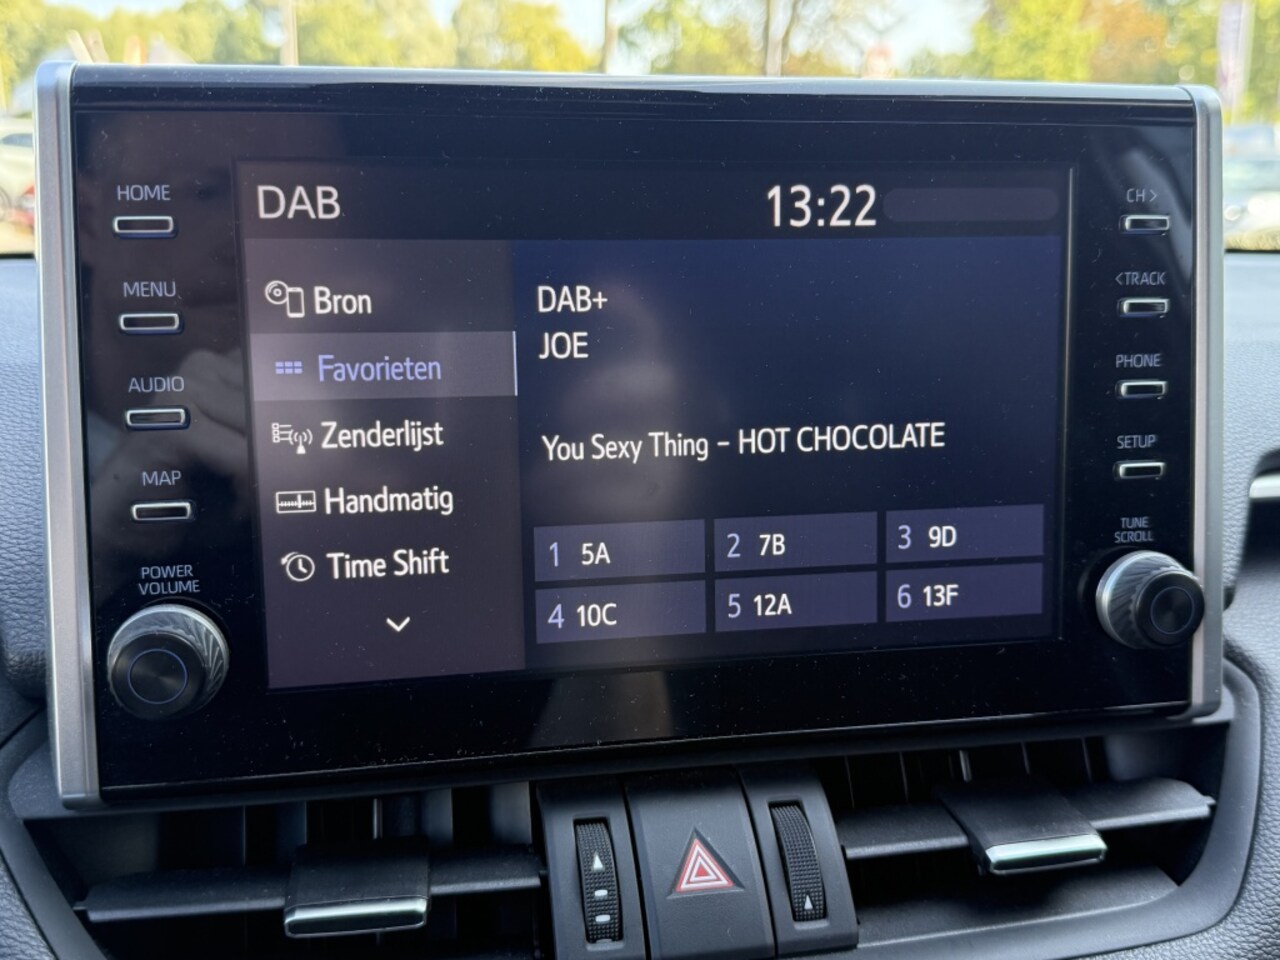 HOME
MENU
AUDIO
MAP
POWER
VOLUME
DAB
13:22
Bron
Favorieten
Zenderlijst
Handmatig
Time Shift
DAB+
JOE
You Sexy Thing - HOT CHOCOLATE
1 5A
2 7B
3 9D
4 10C
5 12A
6 13F
CH >
< TRACK
PHONE
SETUP
TUNE
SCROLL